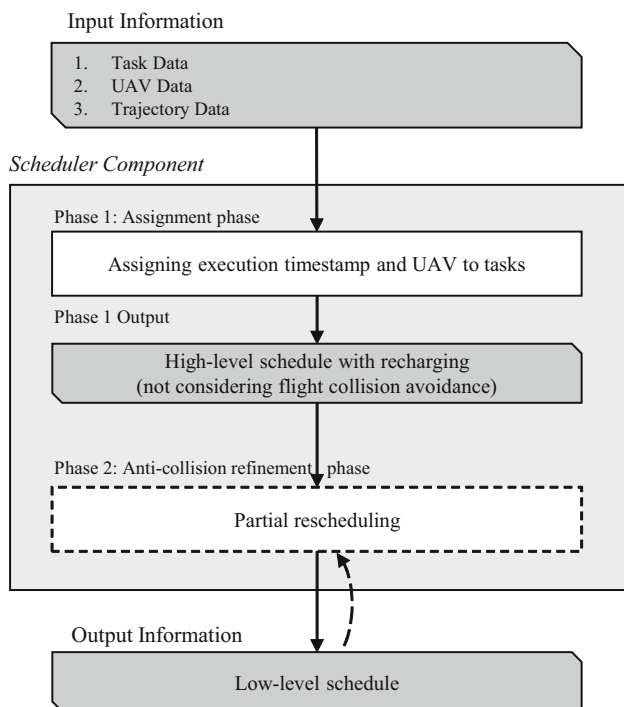 Input Information
1. Task Data
2. UAV Data
3. Trajectory Data
Scheduler Component
Phase 1: Assignment phase
Assigning execution timestamp and UAV to tasks
Phase 1 Output
High-level schedule with recharging
(not considering flight collision avoidance)
Phase 2: Anti-collision refinement phase
Partial rescheduling
Output Information
Low-level schedule